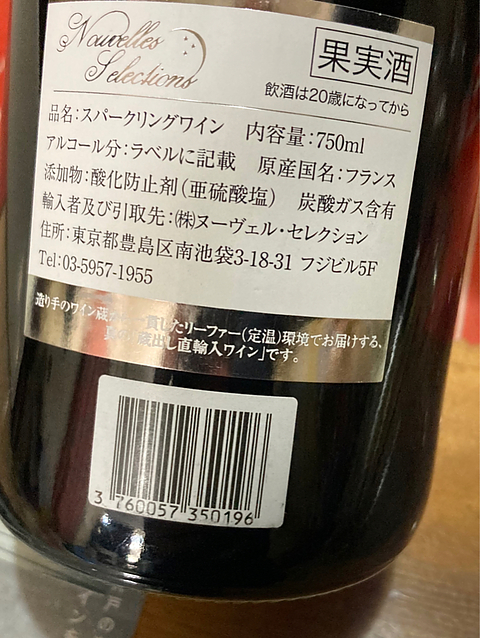 Nouvelles
Selections
果実酒
飲酒は20歳になってから
品名:スパークリングワイン 内容量:750ml
アルコール分:ラベルに記載 原産国名:フランス
添加物:酸化防止剤(亜硫酸塩) 炭酸ガス含有
輸入者及び引取先:㈱ヌーヴェル・セレクション
住所:東京都豊島区南池袋3-18-31 フジビル5F
Tel:03-5957-1955
造り手のワイン蔵から一貫したリーファー(定温)環境でお届けする、
蔵出し直輸入ワイン」です。
3 760057 350196